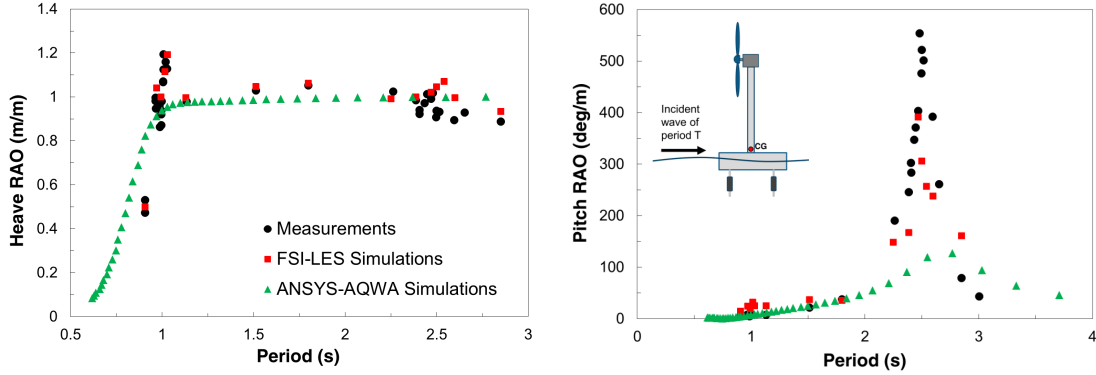 Heave RAO (m/m)
1.4
1.2
1
0.8
0.6
0.4
0.2
0
0.5
1
1.5
2
2.5
3
Period (s)
Measurements
FSI-LES Simulations
ANSYS-AQWA Simulations
Pitch RAO (deg/m)
600
500
400
300
200
100
0
0
1
2
3
4
Period (s)
Incident
wave of
period T
CG